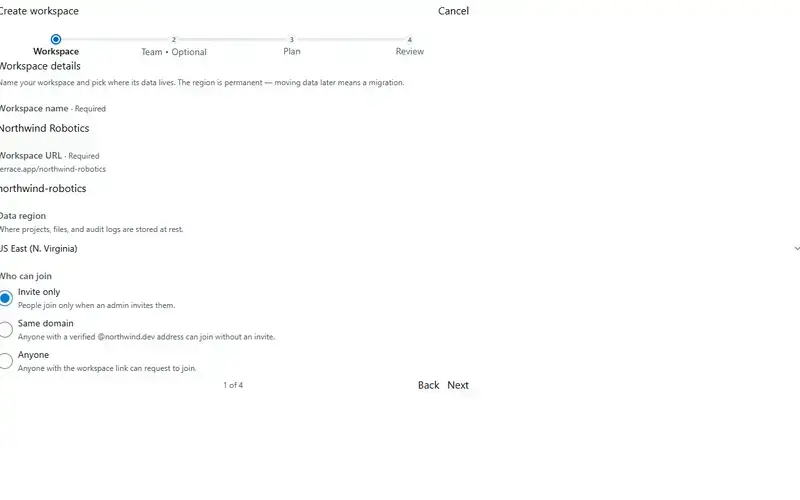 Create workspace
Cancel
2
3
4
Workspace
Team • Optional
Plan
Review
Workspace details
Name your workspace and pick where its data lives. The region is permanent — moving data later means a migration.
Workspace name · Required
Northwind Robotics
Workspace URL · Required
terrace.app/northwind-robotics
northwind-robotics
Data region
Where projects, files, and audit logs are stored at rest.
US East (N. Virginia)
Who can join
Invite only
People join only when an admin invites them.
Same domain
Anyone with a verified @northwind.dev address can join without an invite.
Anyone
Anyone with the workspace link can request to join.
1 of 4
Back
Next